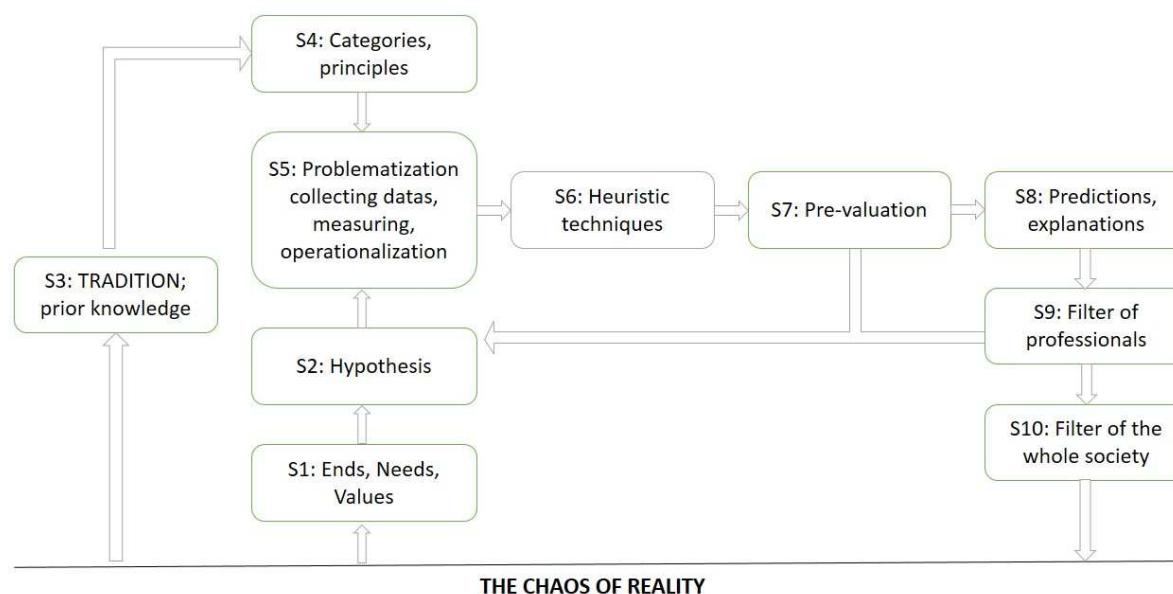 S4: Categories,
principles
S5: Problematization
collecting datas,
measuring,
operationalization
S6: Heuristic
techniques
S7: Pre-valuation
S8: Predictions,
explanations
S3: TRADITION;
prior knowledge
S9: Filter of
professionals
S2: Hypothesis
S10: Filter of the
whole society
S1: Ends, Needs,
Values
THE CHAOS OF REALITY